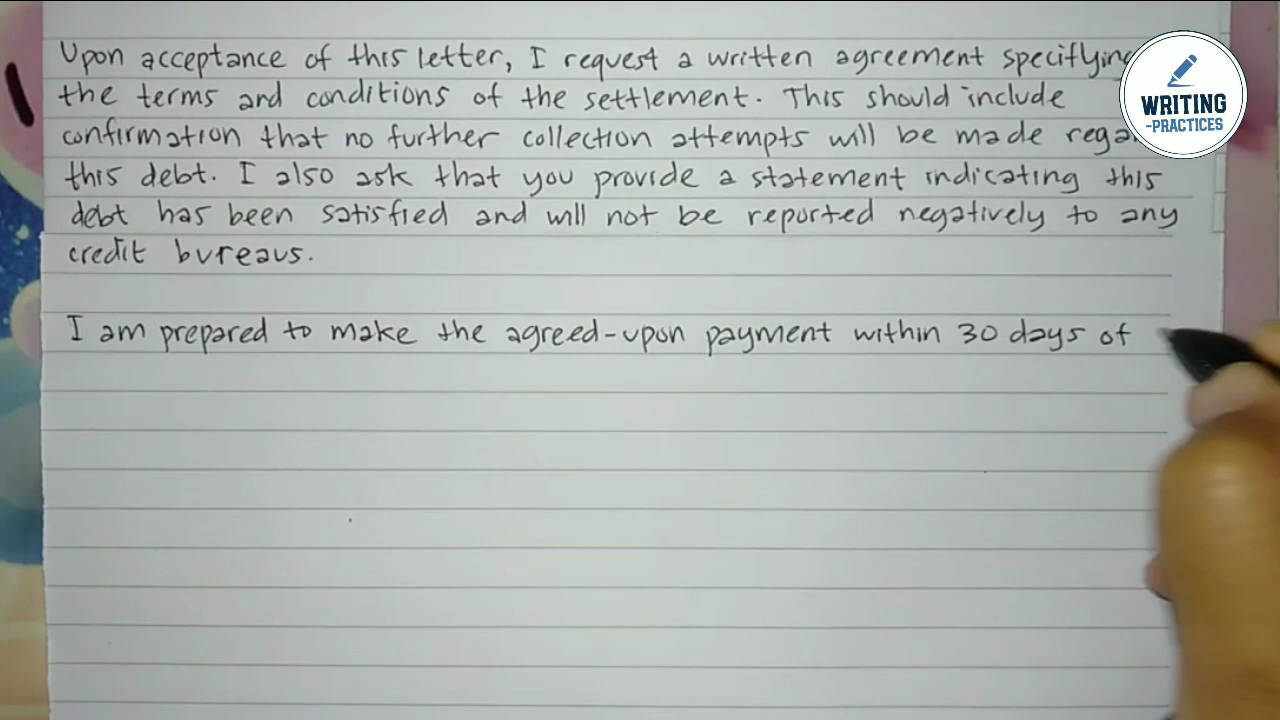 Upon acceptance of this letter, I request a written agreement specifiying
the terms and conditions of the settlement. This should include
confirmation that no further collection attempts will be made
this debt. I also ask that you provide a statement indicating this
debt has been satisfied and will not be reported negatively to any
credit bureaus.
I am prepared to make the agreed-upon payment within 30 days of
WRITING
-PRACTICES